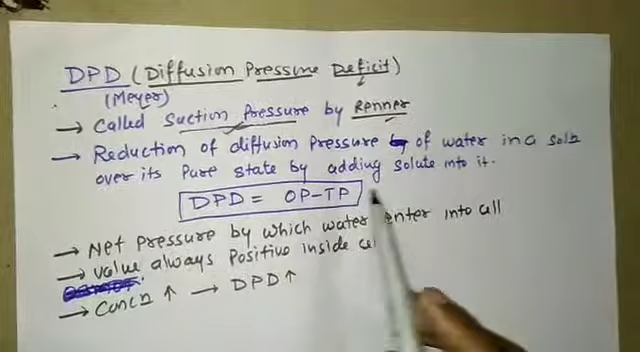 DPD (Diffusion Pressure Deficit)
(Meyer)
→ Called Suction Pressure by Renner
→ Reduction of diffusion Pressure of water in a soln
over its Pure state by adding solute into it.
DPD = OP-TP
→ Net Pressure by which water enter into cell
→ Value always Positive inside
→ Concn ↑ → DPD ↑